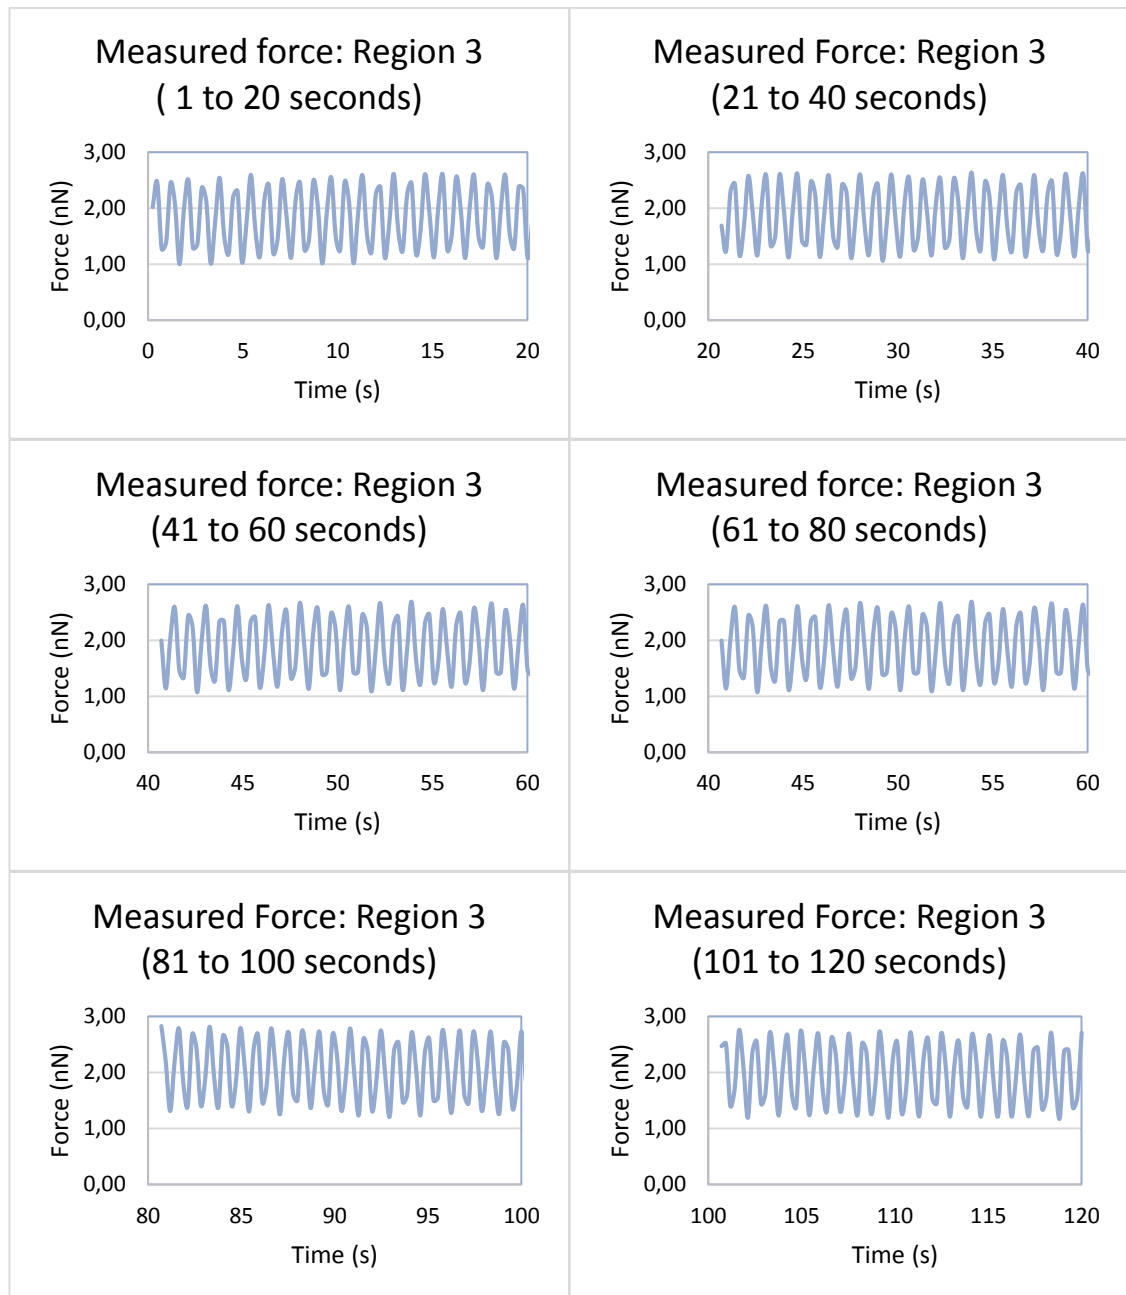 Measured force: Region 3
( 1 to 20 seconds)
3,00
2,00
1,00
0,00
Force (nN)
0 5 10 15 20
Time (s)
Measured Force: Region 3
(21 to 40 seconds)
3,00
2,00
1,00
0,00
Force (nN)
20 25 30 35 40
Time (s)
Measured force: Region 3
(41 to 60 seconds)
3,00
2,00
1,00
0,00
Force (nN)
40 45 50 55 60
Time (s)
Measured force: Region 3
(61 to 80 seconds)
3,00
2,00
1,00
0,00
Force (nN)
40 45 50 55 60
Time (s)
Measured Force: Region 3
(81 to 100 seconds)
3,00
2,00
1,00
0,00
Force (nN)
80 85 90 95 100
Time (s)
Measured Force: Region 3
(101 to 120 seconds)
3,00
2,00
1,00
0,00
Force (nN)
100 105 110 115 120
Time (s)